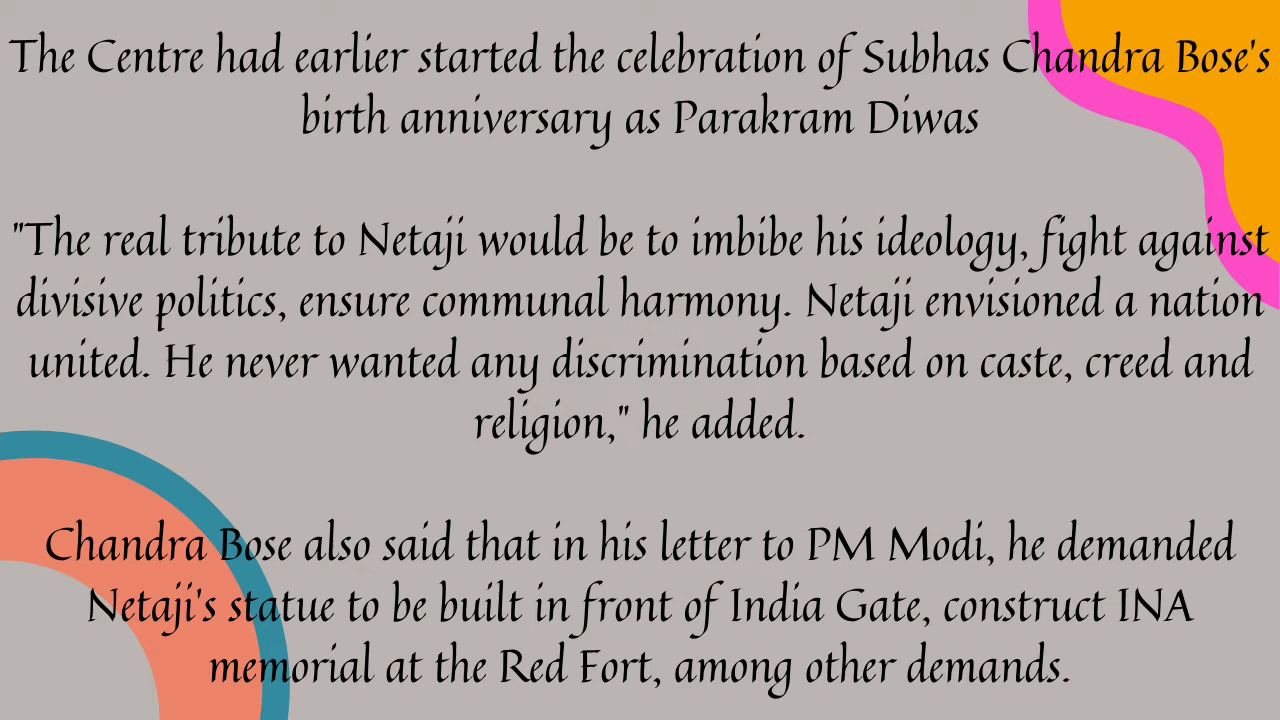 The Centre had earlier started the celebration of Subhas Chandra Bose's
birth anniversary as Parakram Diwas
"The real tribute to Netaji would be to imbibe his ideology, fight against
divisive politics, ensure communal harmony. Netaji envisioned a nation
united. He never wanted any discrimination based on caste, creed and
religion," he added.
Chandra Bose also said that in his letter to PM Modi, he demanded
Netaji's statue to be built in front of India Gate, construct INA
memorial at the Red Fort, among other demands.